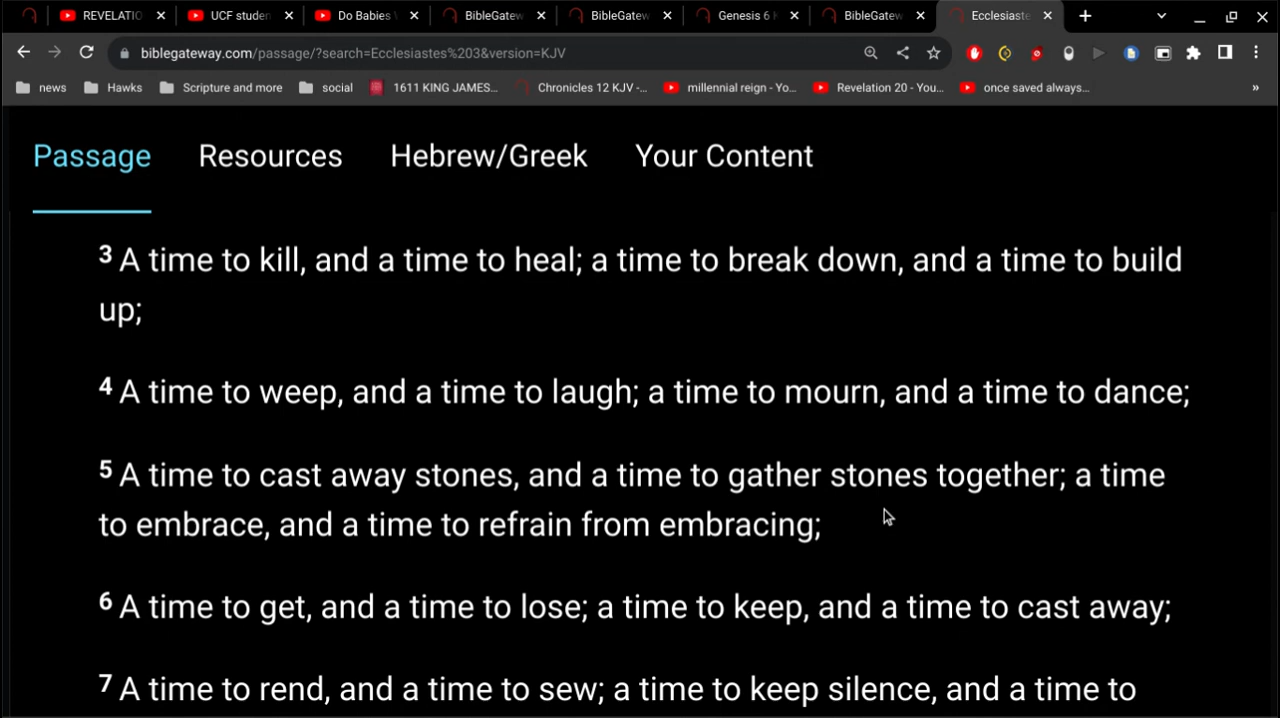 REVELATIO
UCF studen
Do Babies
BibleGatew
BibleGatew
Genesis 6
BibleGatew
Ecclesiaste
biblegateway.com/passage/?search=Ecclesiastes%203&version=KJV
news
Hawks
Scripture and more
social
1611 KING JAMES...
Chronicles 12 KJV -...
millennial reign - Yo...
Revelation 20 - You...
once saved always...
Passage
Resources
Hebrew/Greek
Your Content
3 A time to kill, and a time to heal; a time to break down, and a time to build
up;
4 A time to weep, and a time to laugh; a time to mourn, and a time to dance;
5 A time to cast away stones, and a time to gather stones together; a time
to embrace, and a time to refrain from embracing;
6 A time to get, and a time to lose; a time to keep, and a time to cast away;
7 A time to rend, and a time to sew; a time to keep silence, and a time to